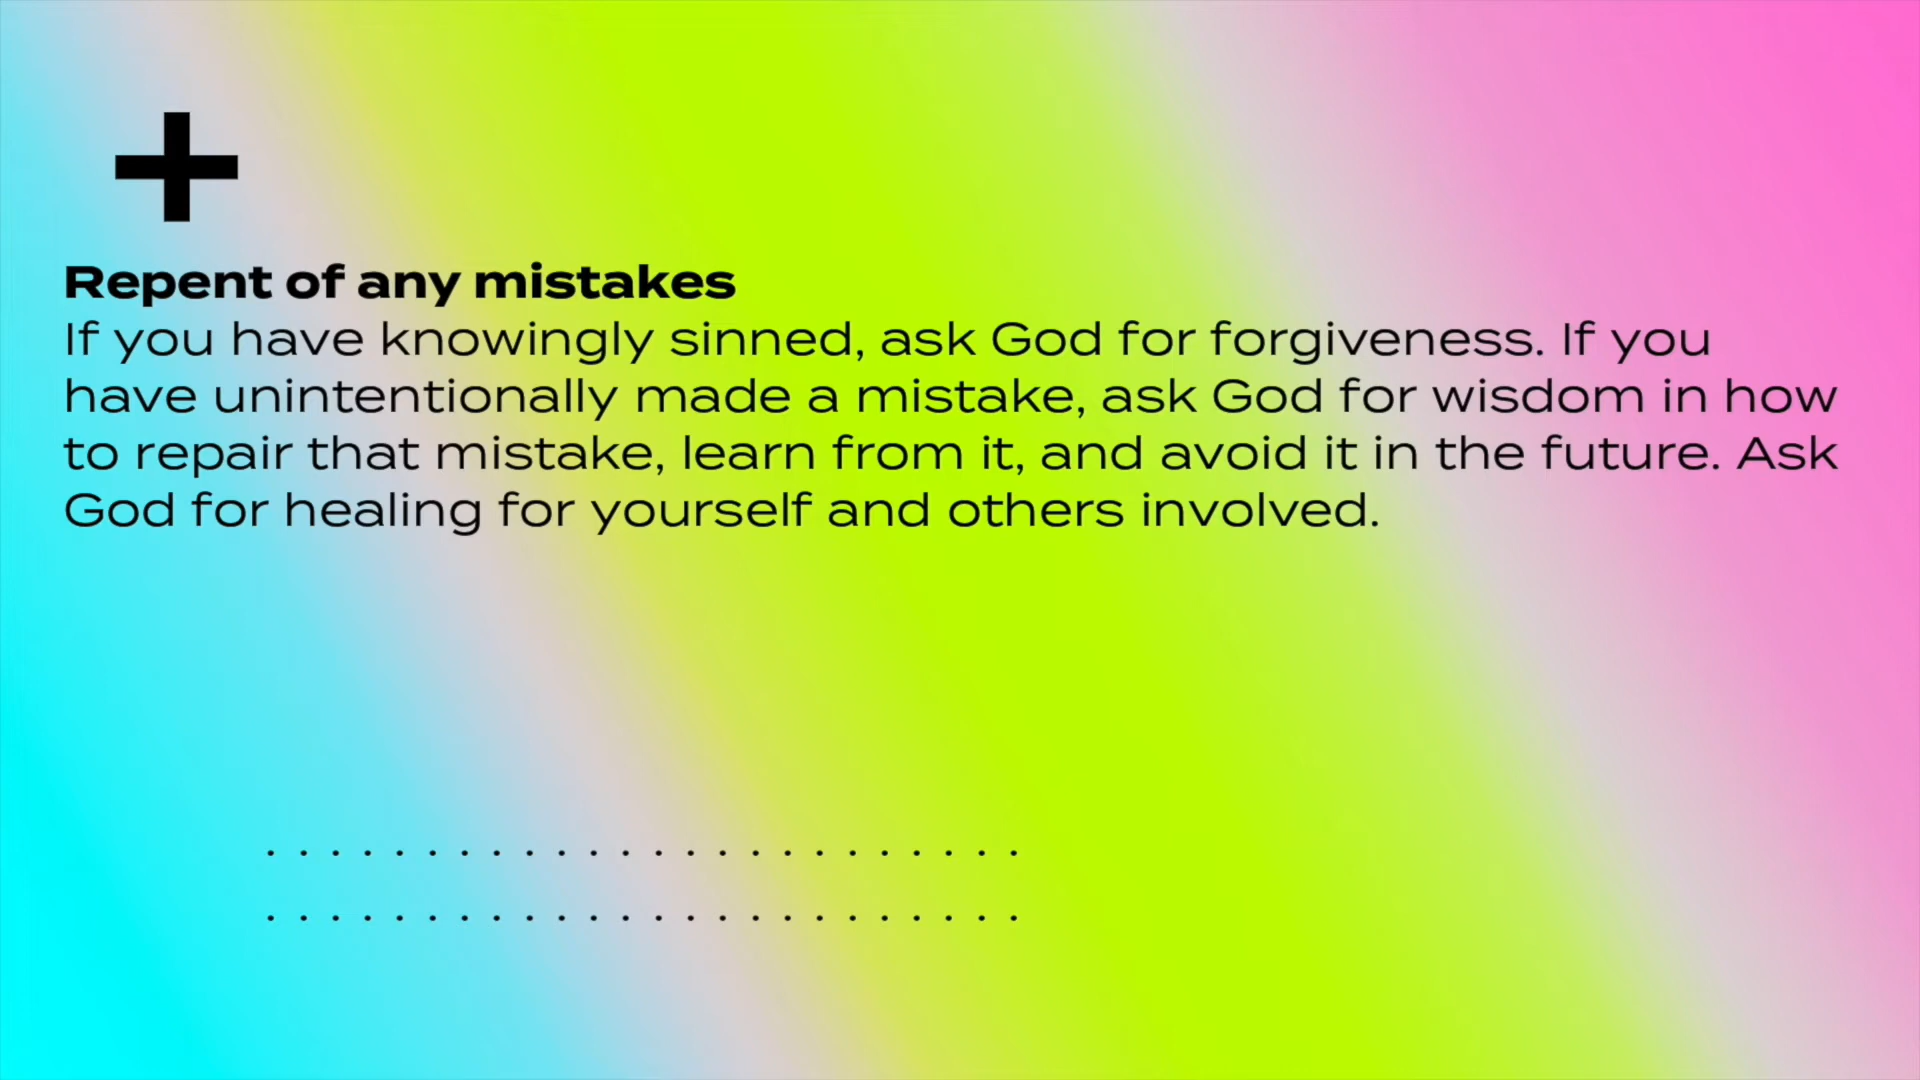 Repent of any mistakes
If you have knowingly sinned, ask God for forgiveness. If you
have unintentionally made a mistake, ask God for wisdom in how
to repair that mistake, learn from it, and avoid it in the future. Ask
God for healing for yourself and others involved.